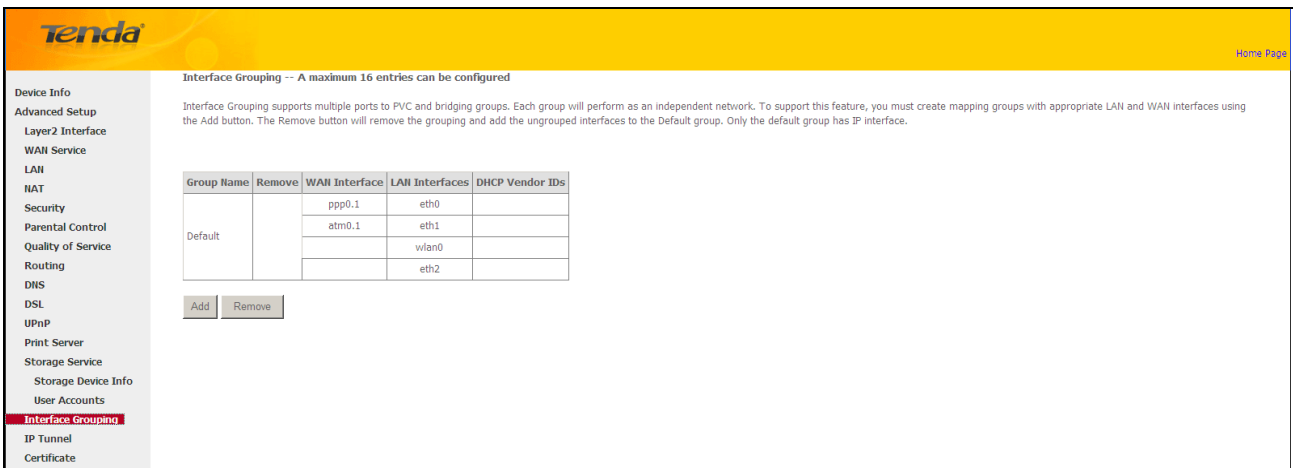 Tenda
Home Page
Device Info
Advanced Setup
Layer2 Interface
WAN Service
LAN
NAT
Security
Parental Control
Quality of Service
Routing
DNS
DSL
UPnP
Print Server
Storage Service
Storage Device Info
User Accounts
Interface Grouping
IP Tunnel
Certificate
Interface Grouping -- A maximum 16 entries can be configured
Interface Grouping supports multiple ports to PVC and bridging groups. Each group will perform as an independent network. To support this feature, you must create mapping groups with appropriate LAN and WAN interfaces using
the Add button. The Remove button will remove the grouping and add the ungrouped interfaces to the Default group. Only the default group has IP interface.
Group Name Remove WAN Interface LAN Interfaces DHCP Vendor IDs
Default
ppp0.1 eth0
atm0.1 eth1
wlan0
eth2
Add Remove